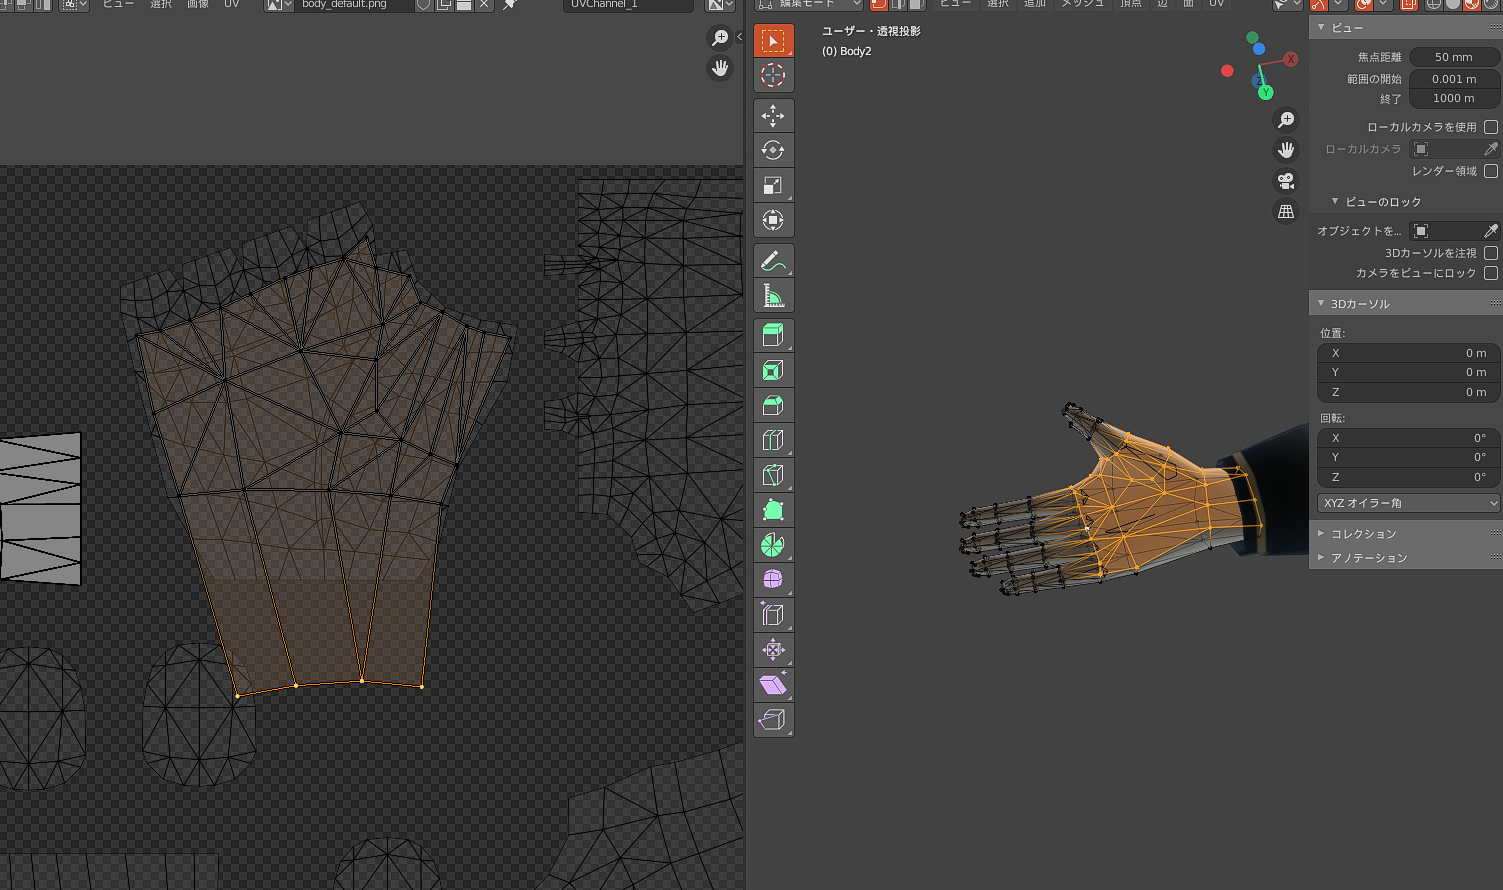 ビュー 選択 画像 UV body_default.png UVChannel_1
編集モード ビュー 選択 追加 メッシュ 頂点 辺 面 UV
ユーザー・透視投影
(0) Body2
X
Z
Y
ビュー
焦点距離 50 mm
範囲の開始 0.001 m
終了 1000 m
ローカルカメラを使用
ローカルカメラ
レンダー領域
ビューのロック
オブジェクトを...
3Dカーソルを注視
カメラをビューにロック
3Dカーソル
位置:
X 0 m
Y 0 m
Z 0 m
回転:
X 0°
Y 0°
Z 0°
XYZ オイラー角
コレクション
アノテーション